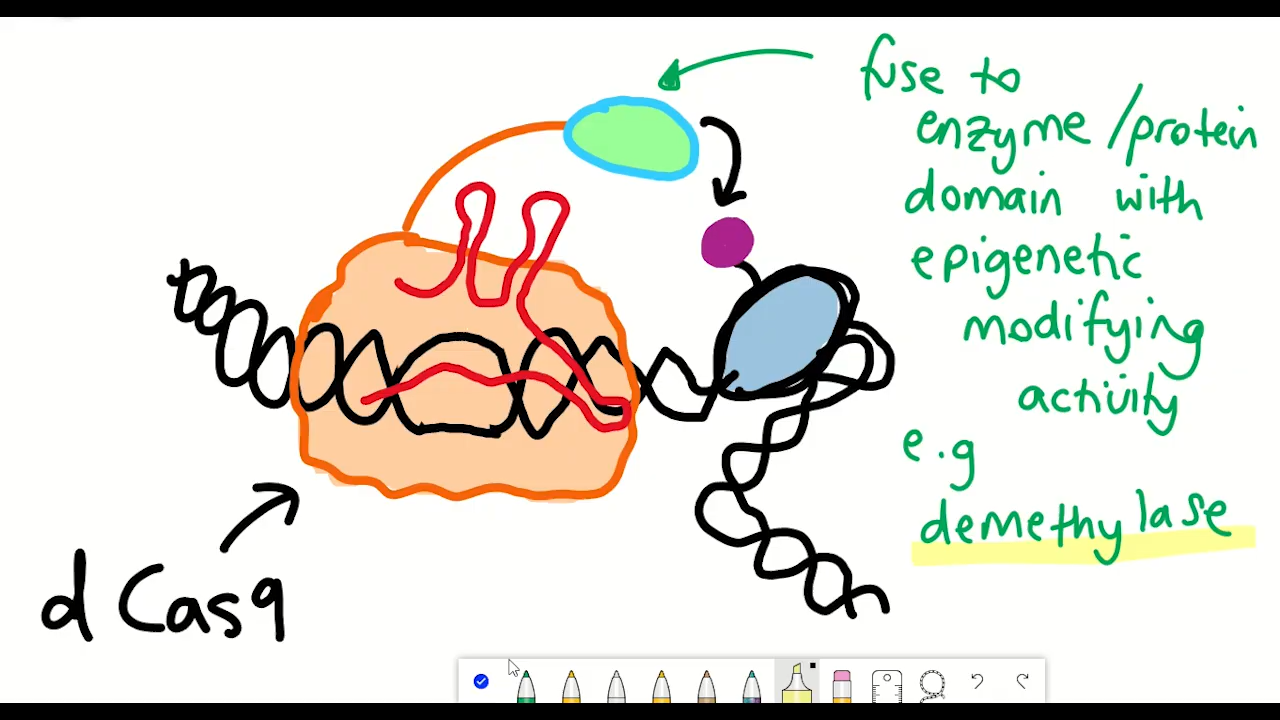 fuse to
enzyme/protein
domain with
epigenetic
modifying
activity
e.g
demethylase
dCas9